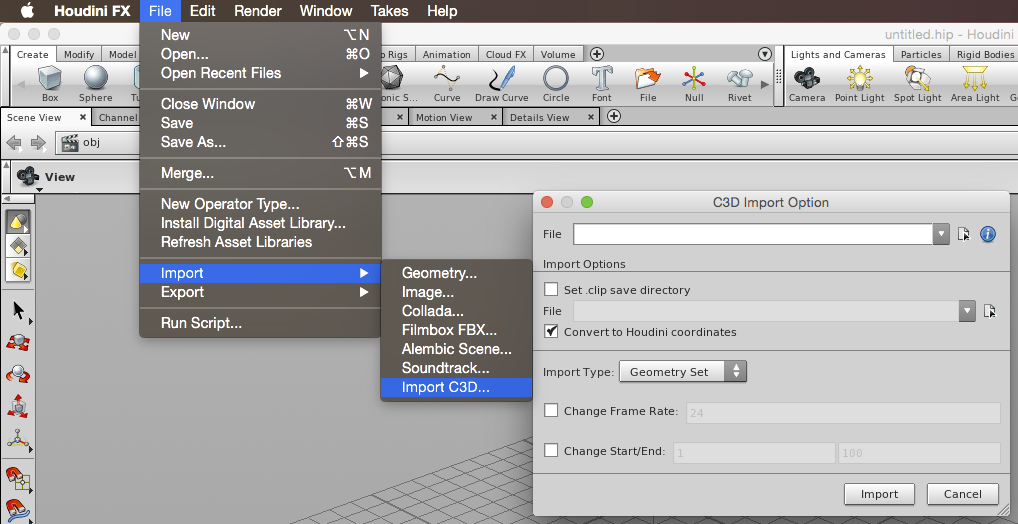 Houdini FX File Edit Render Window Takes Help
untitled.hip - Houdini
New ⌥N
Open... ⌘O
Open Recent Files ▶
Close Window ⌘W
Save ⌘S
Save As... ⇧⌘S
Merge... ⌥M
New Operator Type...
Install Digital Asset Library...
Refresh Asset Libraries
Import ▶
Export ▶
Run Script...
Geometry...
Image...
Collada...
Filmbox FBX...
Alembic Scene...
Soundtrack...
Import C3D...
Create Modify Model
Rigs Animation Cloud FX Volume
Lights and Cameras Particles Rigid Bodies
Box Sphere
Curve Draw Curve Circle Font File Null Rivet
Camera Point Light Spot Light Area Light
Scene View × Channel
× Motion View × Details View ×
obj
View
C3D Import Option
File
Import Options
Set .clip save directory
File
Convert to Houdini coordinates
Import Type: Geometry Set
Change Frame Rate: 24
Change Start/End: 1 100
Import Cancel